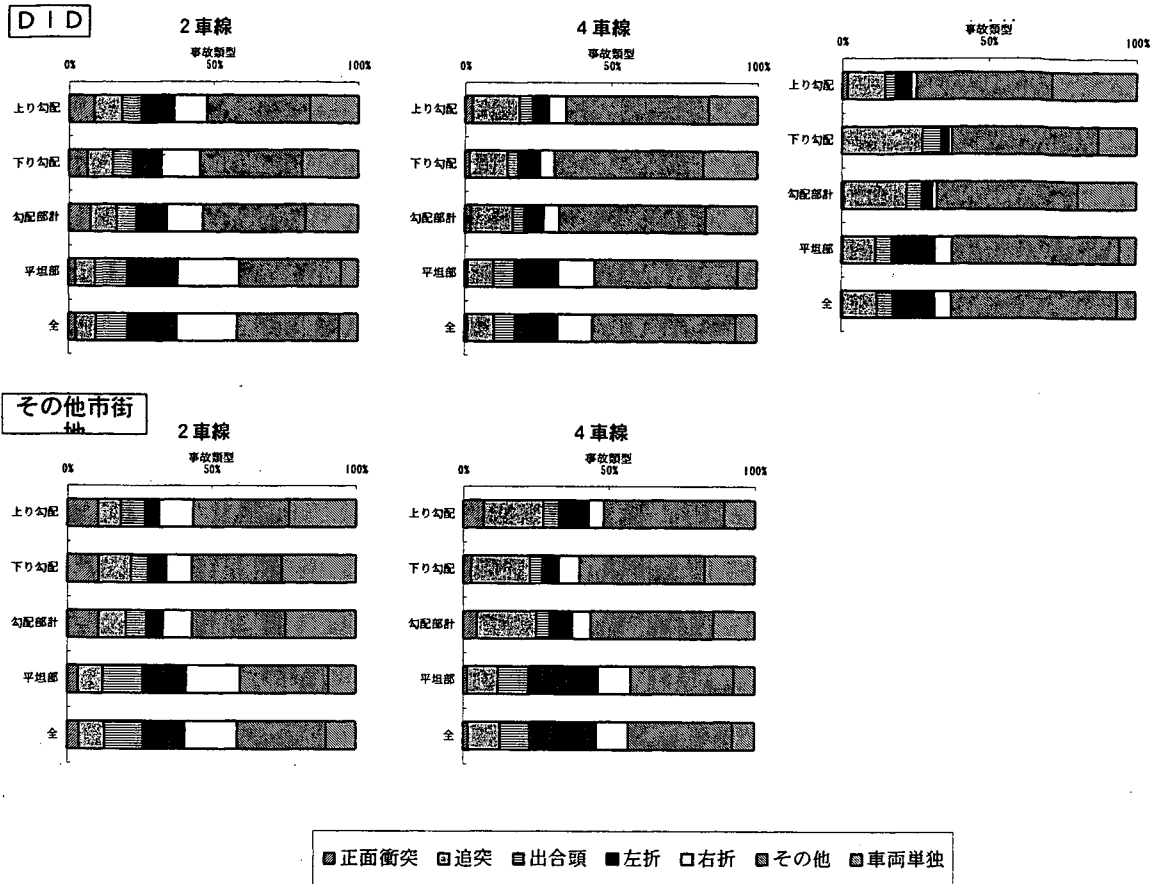 DID
2車線
事故類型
0% 50% 100%
上り勾配
下り勾配
勾配部計
平坦部
全
4車線
事故類型
0% 50% 100%
上り勾配
下り勾配
勾配部計
平坦部
全
事故類型
0% 50% 100%
上り勾配
下り勾配
勾配部計
平坦部
全
その他市街
2車線
事故類型
0% 50% 100%
上り勾配
下り勾配
勾配部計
平坦部
全
4車線
事故類型
0% 50% 100%
上り勾配
下り勾配
勾配部計
平坦部
全
正面衝突 追突 出合頭 左折 右折 その他 車両単独